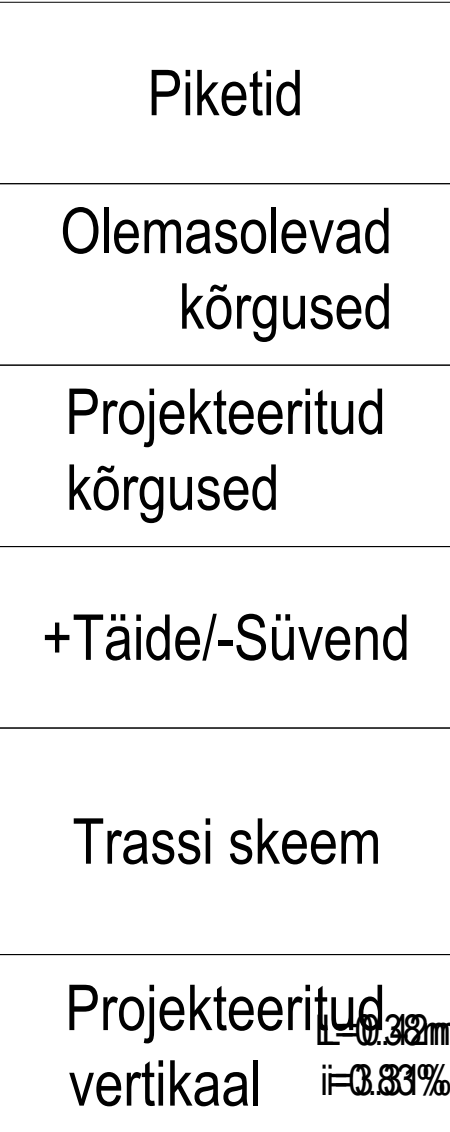 Piketid
Olemasolevad
kõrgused
Projekteeritud
kõrgused
+Täide/-Süvend
Trassi skeem
Projekteeritud
vertikaal